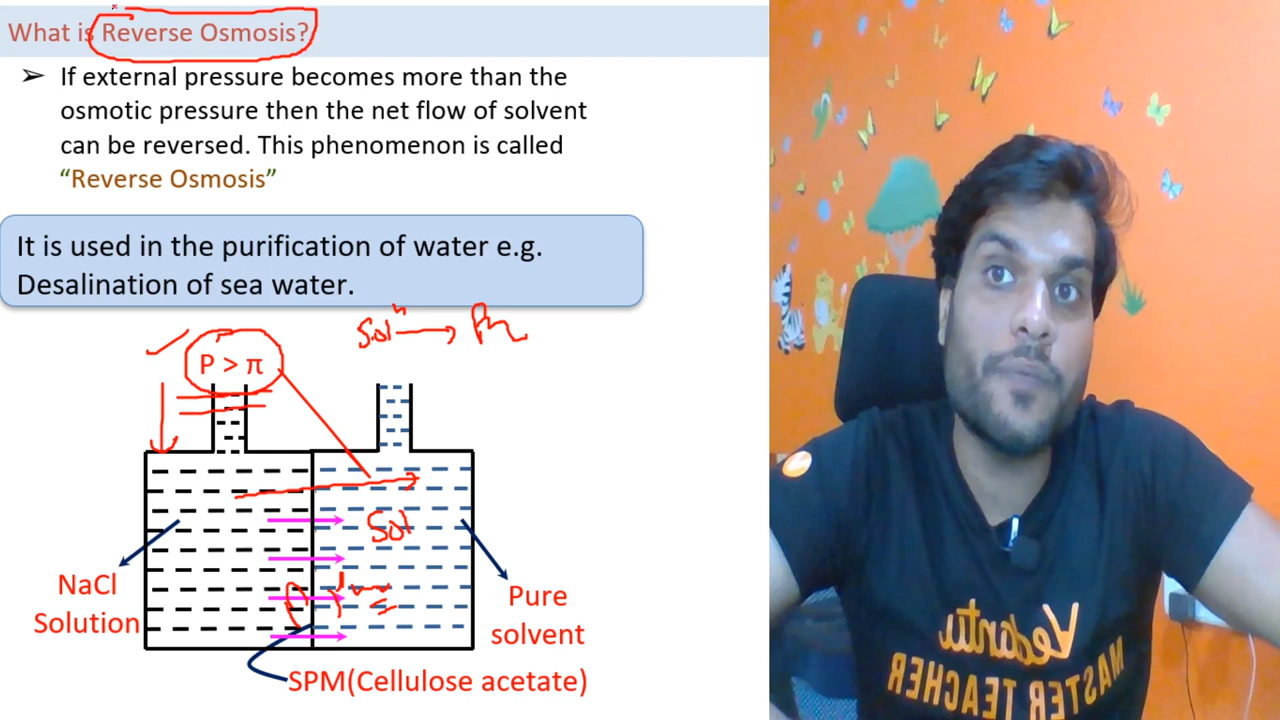 What is Reverse Osmosis?
➢ If external pressure becomes more than the
osmotic pressure then the net flow of solvent
can be reversed. This phenomenon is called
“Reverse Osmosis”
It is used in the purification of water e.g.
Desalination of sea water.
Solⁿ →
P > π
Sol
NaCl
Solution
Pure
solvent
SPM(Cellulose acetate)
Vedantu
MASTER TEACHER